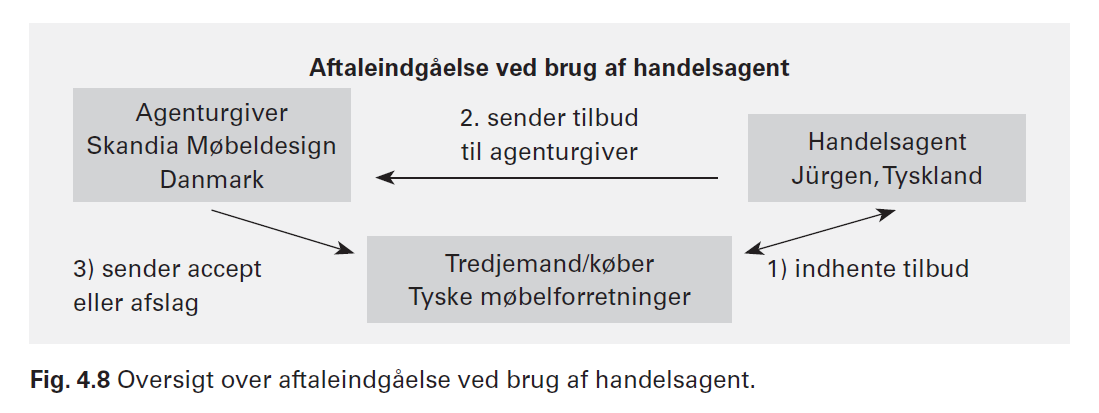 Aftaleindgåelse ved brug af handelsagent
Agenturgiver
Skandia Møbeldesign
Danmark
2. sender tilbud
til agenturgiver
Handelsagent
Jürgen, Tyskland
3) sender accept
eller afslag
Tredjemand/køber
Tyske møbelforretninger
1) indhente tilbud
Fig. 4.8 Oversigt over aftaleindgåelse ved brug af handelsagent.